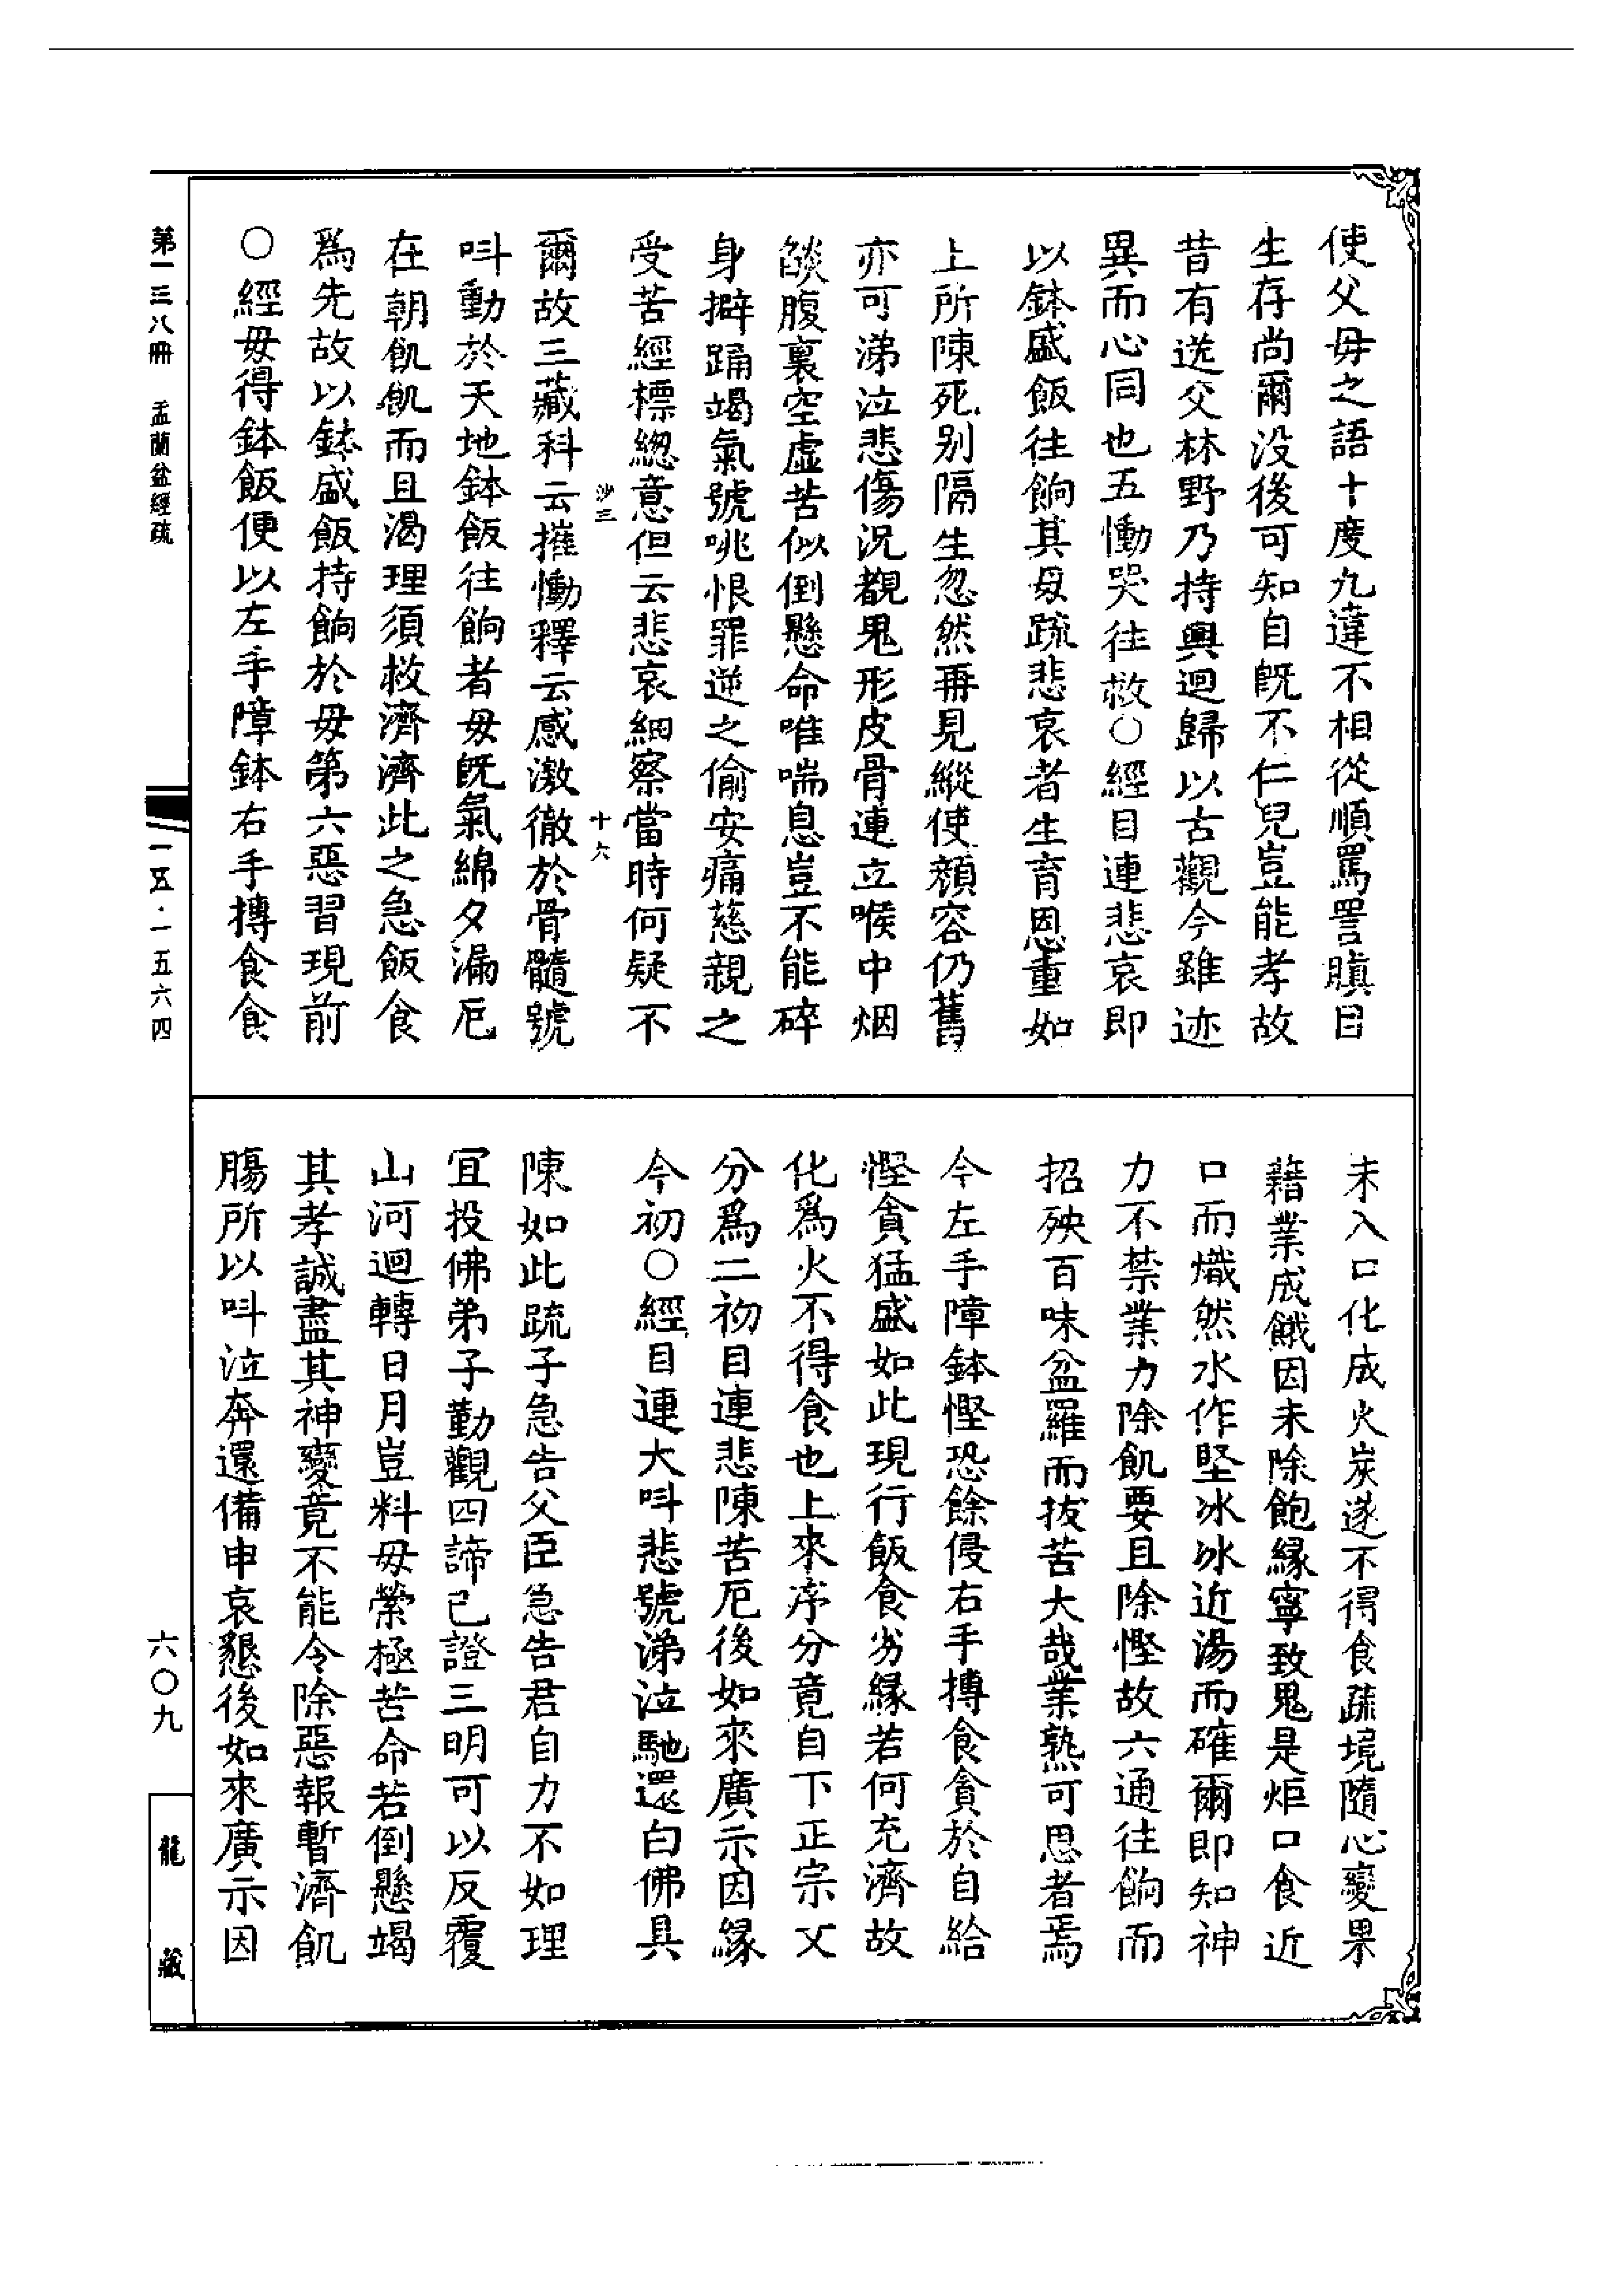 使父毋之語十度九違不相從順罵詈瞋目
生存尚爾没後可知自既不仁兒豈能孝故
昔有送父林野乃持輿迴歸以古觀今雖迹
異而心同也五慟哭往救〇經目連悲哀即
以鉢盛飯往餉其毋疏悲哀者生育恩重如
上所陳死别隔生忽然再見縱使顏容仍舊
亦可涕泣悲傷況覩鬼形皮骨連立喉中烟
燄腹裏空虛苦似倒懸命唯喘息豈不能碎
身擗踊竭氣號咷恨罪逆之偷安痛慈親之
受苦經標緫意但云悲哀細察當時何疑不
沙三
十六
爾故三藏科云摧慟釋云感激徹於骨髓號
呌動於天地鉢飯往餉者毋既氣綿夕漏厄
在朝飢飢而且渴理須救濟濟此之急飯食
爲先故以鉢盛飯持餉於毋第六惡習現前
〇經毋得鉢飯便以左手障鉢右手摶食食
未入口化成火炭遂不得食疏境隨心變果
藉業成餓因未除飽緣寧致鬼是炬口食近
口而熾然水作堅冰冰近湯而確爾即知神
力不禁業力除飢要且除慳故六通往餉而
招殃百味盆羅而拔苦大哉業熟可思者焉
今左手障鉢慳恐餘侵右手摶食貪於自給
慳貪猛盛如此現行飯食劣緣若何充濟故
化爲火不得食也上來序分竟自下正宗文
分爲二初目連悲陳苦厄後如來廣示因緣
今初〇經目連大呌悲號涕泣馳還白佛具
陳如此疏子急告父臣急告君自力不如理
宜投佛弟子勤觀四諦已證三明可以反覆
山河迴轉日月豈料毋縈極苦命若倒懸竭
其孝誠盡其神變竟不能令除惡報暫濟飢
腸所以呌泣奔還備申哀懇後如來廣示因
第一三八冊　盂蘭盆經疏
一五·一五六四
六〇九
龍藏